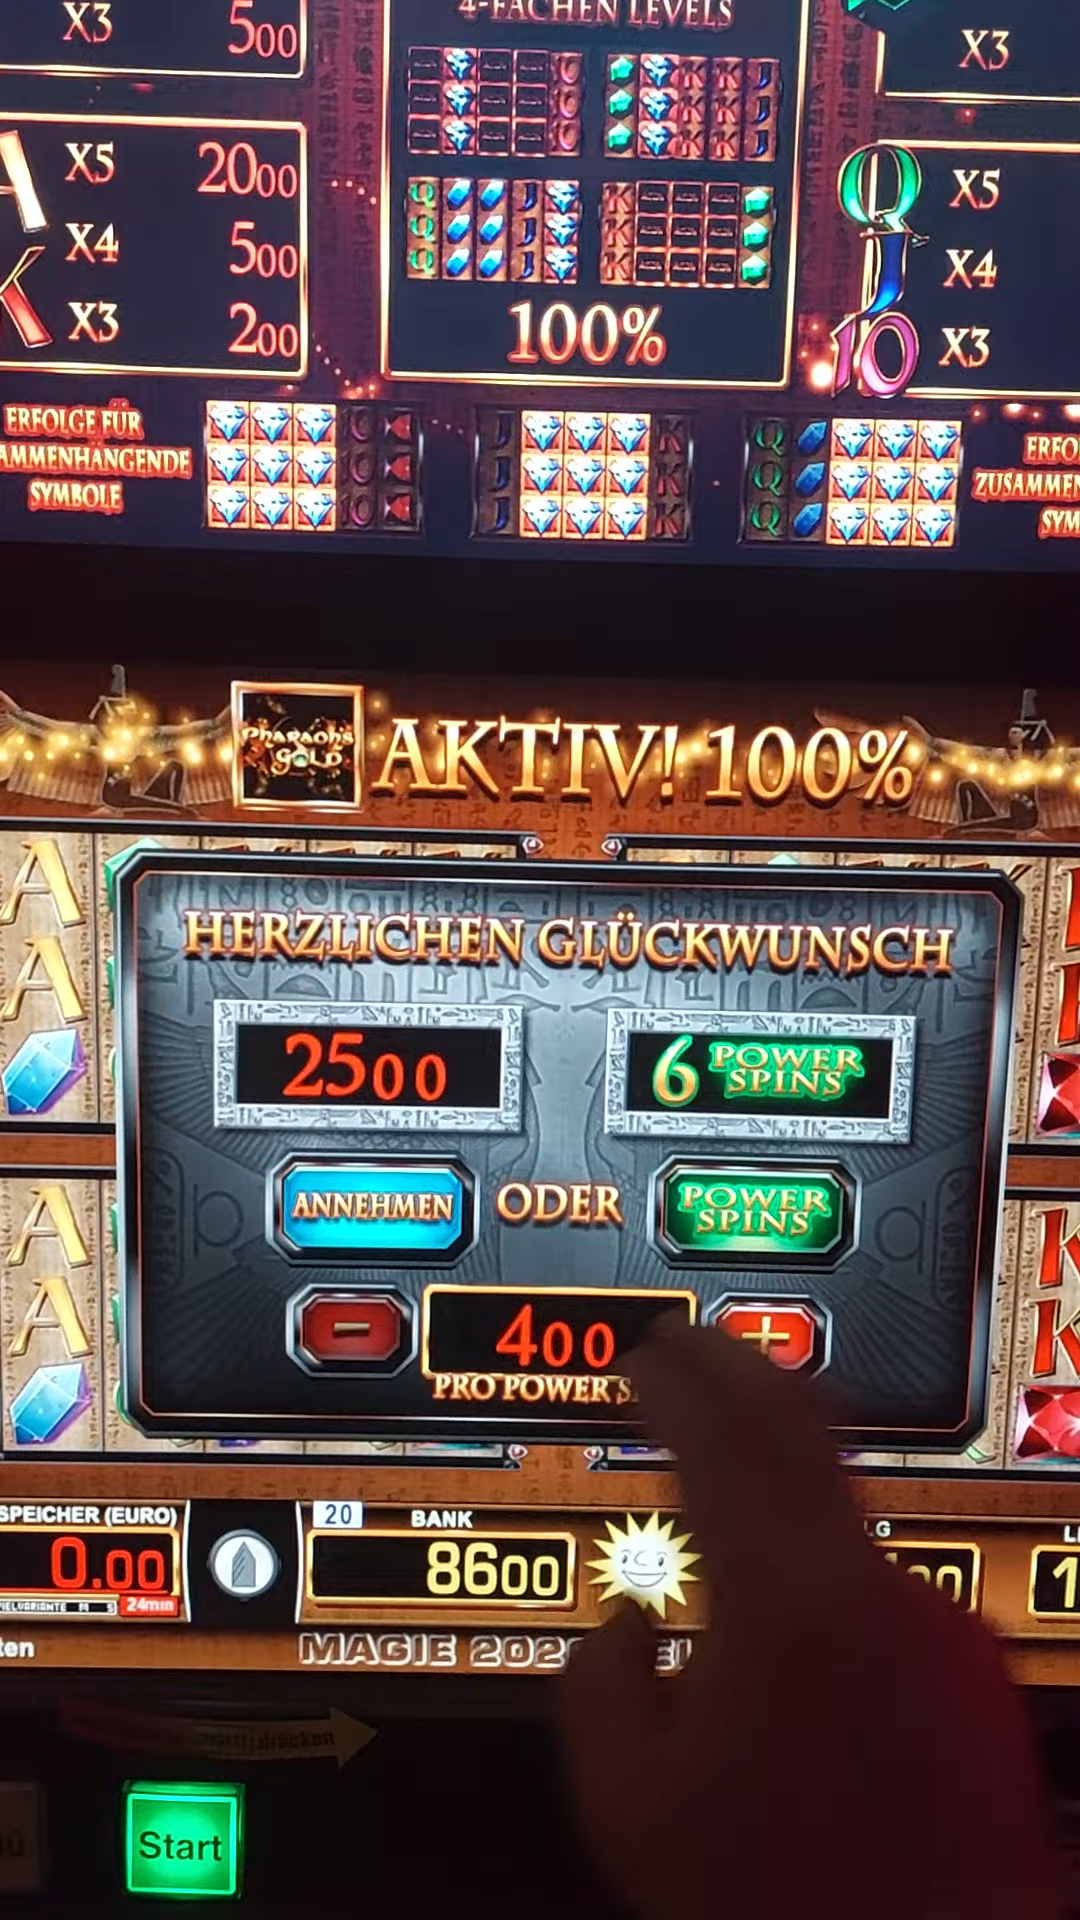 4-FACHEN LEVELS
X3 500
X3
X5 2000
X4 500
X3 200
A
K
Q
J
10
X5
X4
X3
100%
ERFOLGE FÜR
SYMBOLE
PHARAOH'S
GOLD
AKTIV! 100%
HERZLICHEN GLÜCKWUNSCH
2500
6 POWER
SPINS
ANNEHMEN
ODER
POWER
SPINS
-
400
+
PRO POWER
SPEICHER (EURO)
0.00
24min
20
BANK
8600
MAGIE
Start